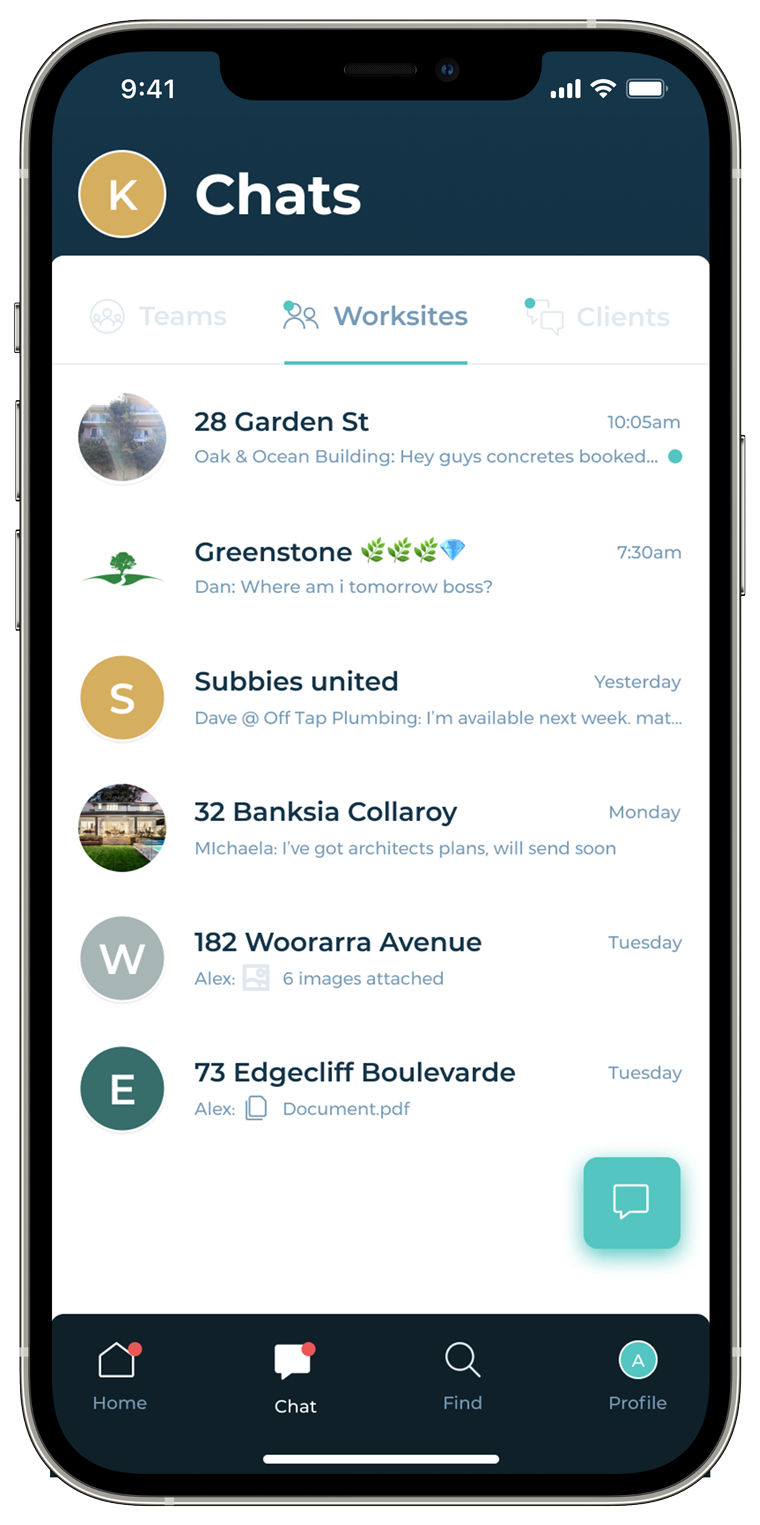 9:41
K
Chats
Teams
Worksites
Clients
28 Garden St
10:05am
Oak & Ocean Building: Hey guys concretes booked...
Greenstone 🌿🌿🌿💎
7:30am
Dan: Where am i tomorrow boss?
S
Subbies united
Yesterday
Dave @ Off Tap Plumbing: I'm available next week. mat...
32 Banksia Collaroy
Monday
MIchaela: I've got architects plans, will send soon
W
182 Woorarra Avenue
Tuesday
Alex: 6 images attached
E
73 Edgecliff Boulevarde
Tuesday
Alex: Document.pdf
Home
Chat
Find
A
Profile